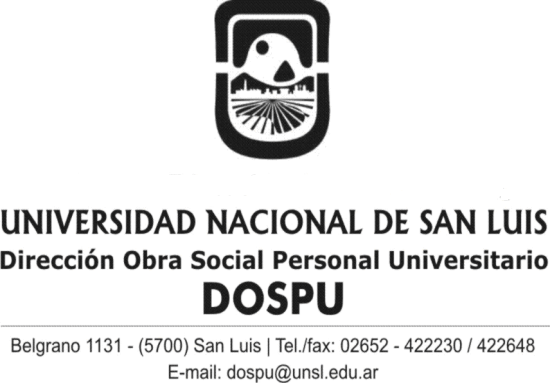 UNIVERSIDAD NACIONAL DE SAN LUIS
Dirección Obra Social Personal Universitario
DOSPU
Belgrano 1131 - (5700) San Luis | Tel./fax: 02652 - 422230 / 422648
E-mail: dospu@unsl.edu.ar